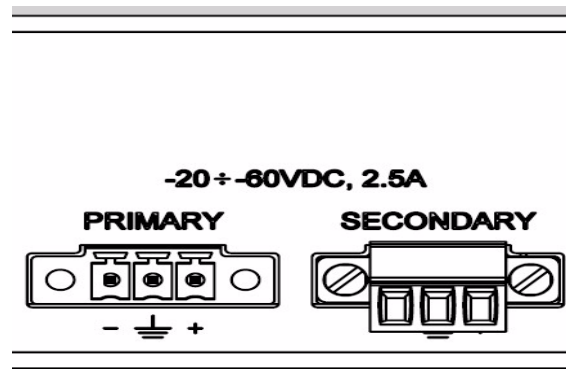 -20÷-60VDC, 2.5A
PRIMARY SECONDARY
- ⏚ +